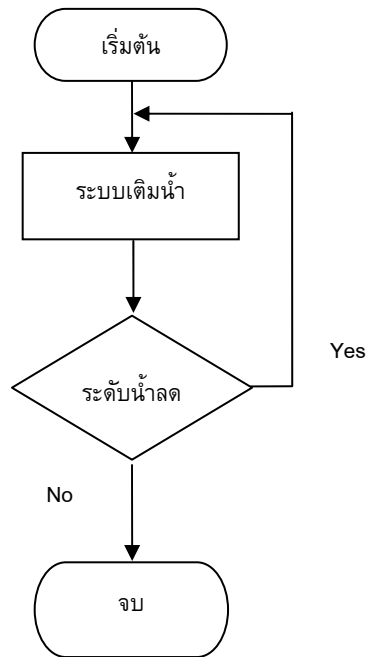 เริ่มต้น
ระบบเติมน้ำ
ระดับน้ำลด
Yes
No
จบ